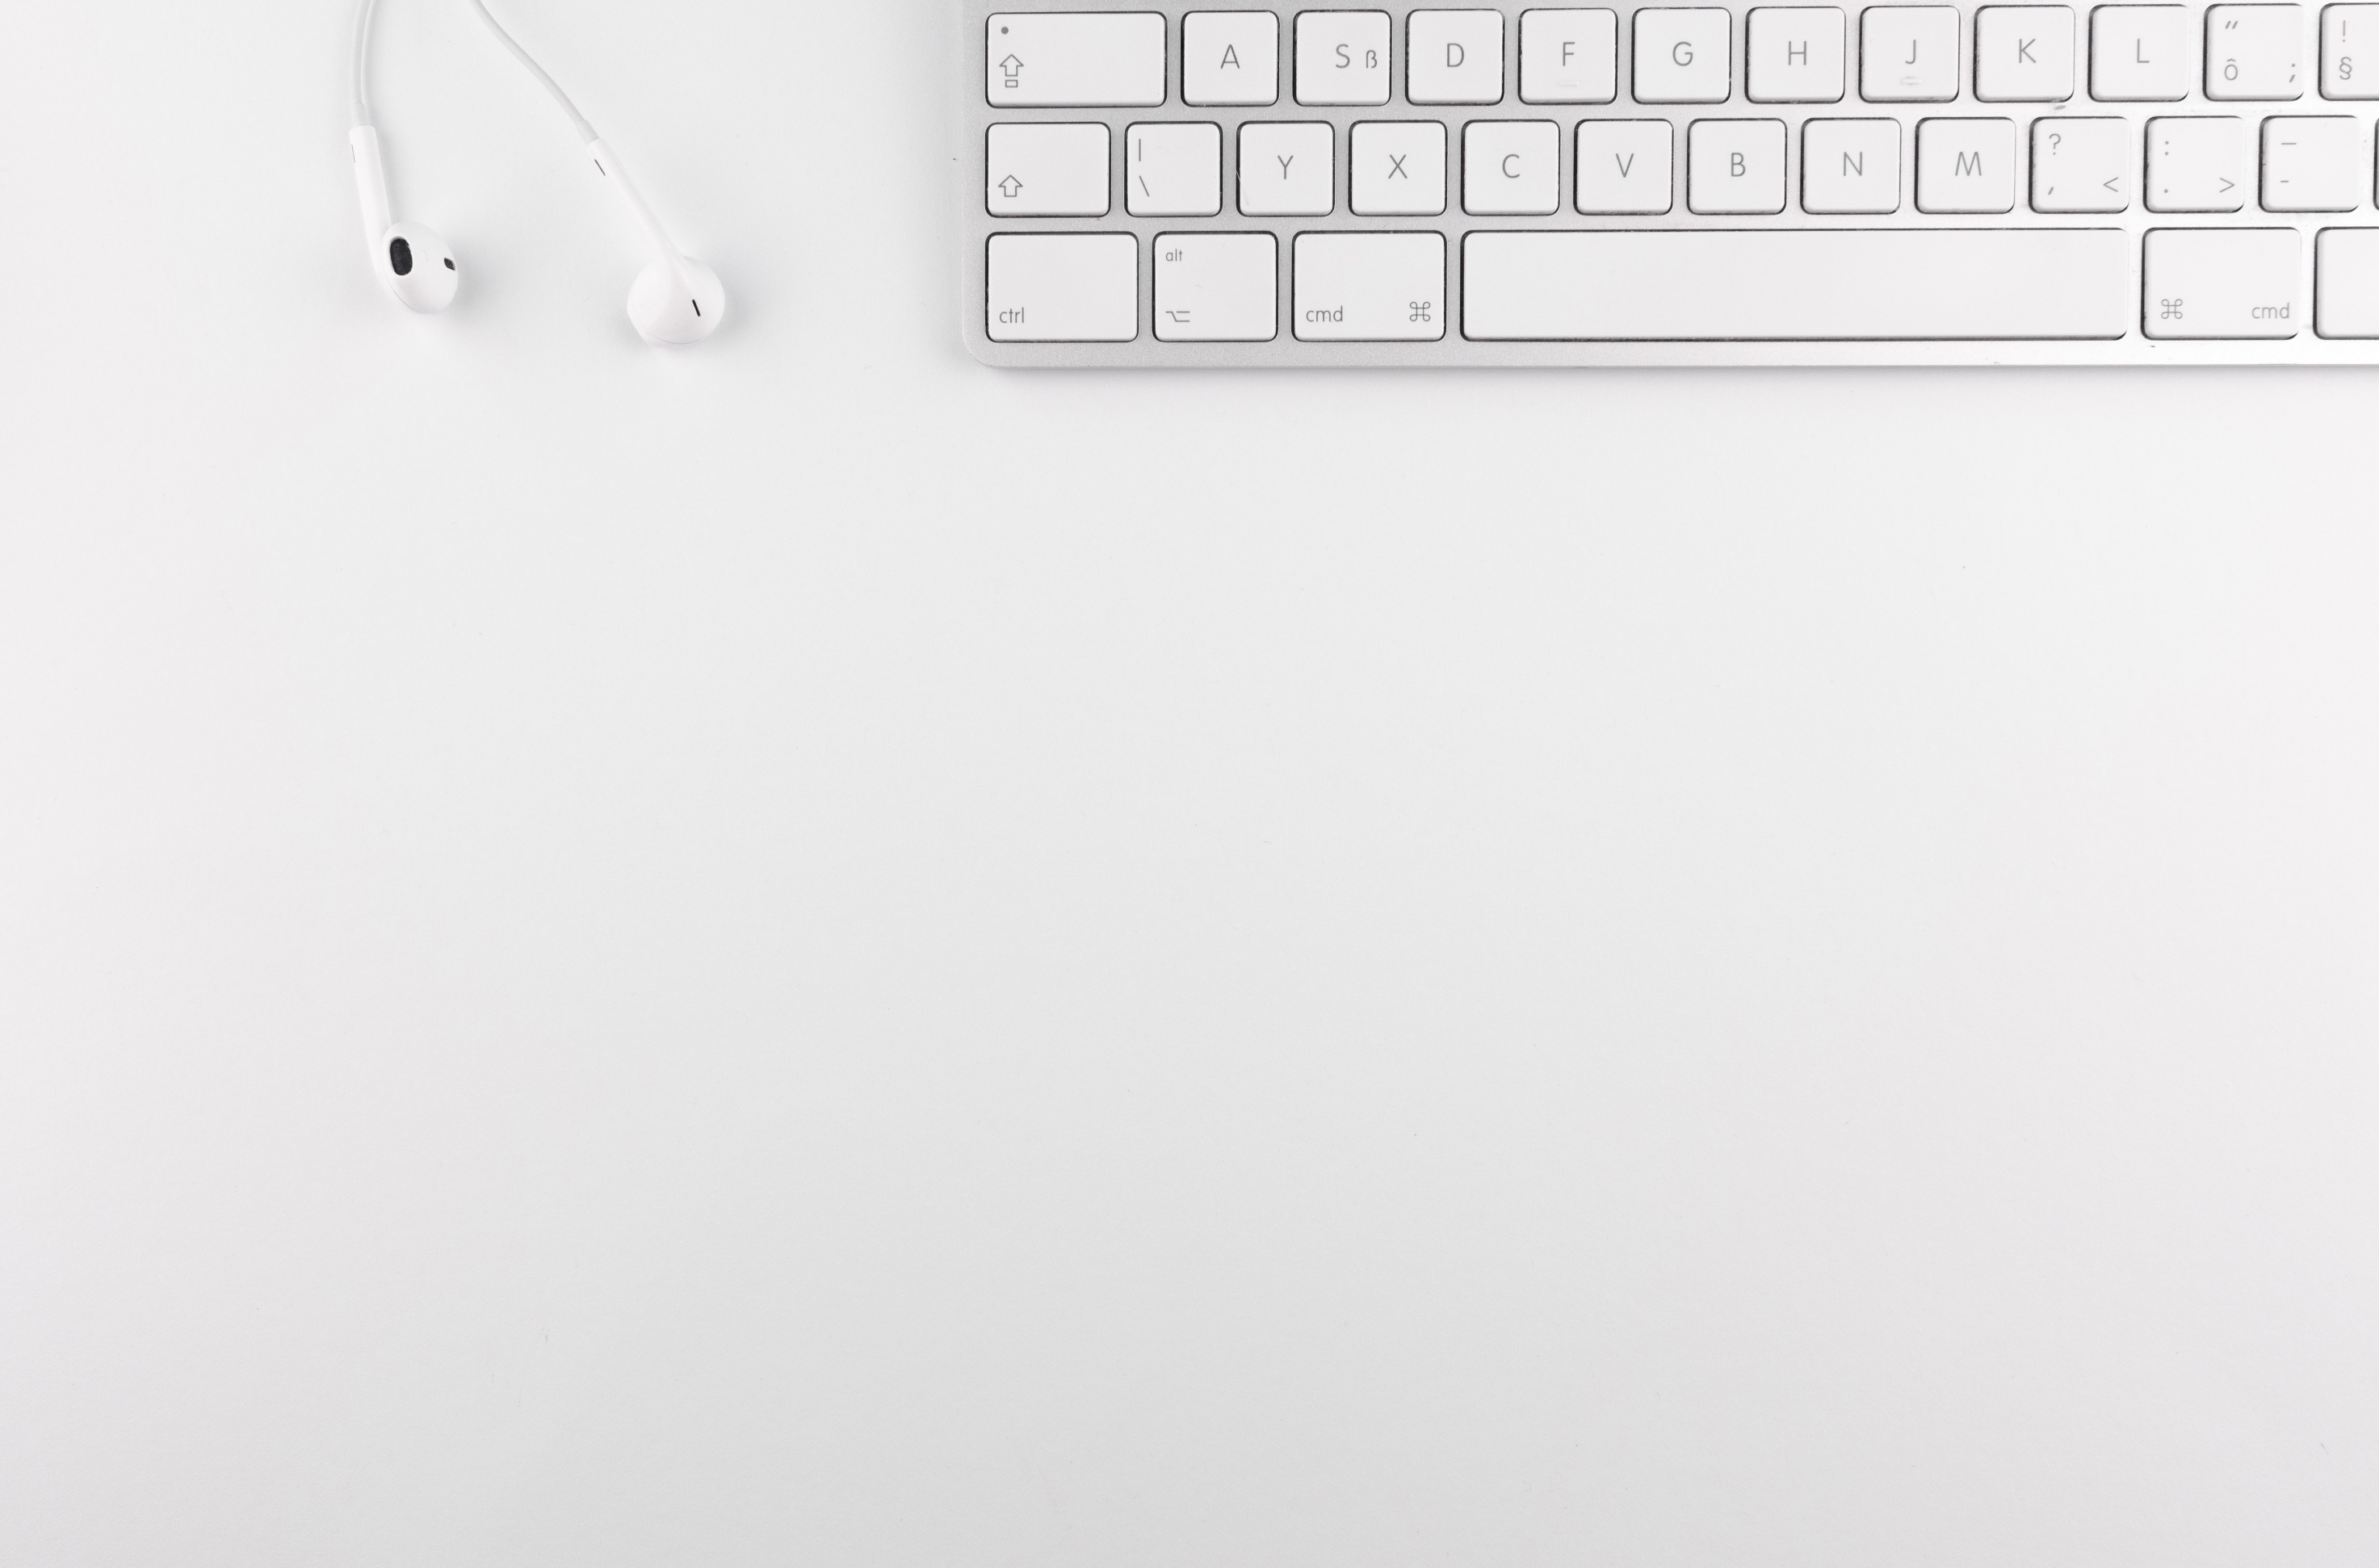 A S ß D F G H J K L “ ô ; ! §
| \ Y X C V B N M ? , < : . > — -
alt
ctrl ⌥ cmd ⌘ ⌘ cmd